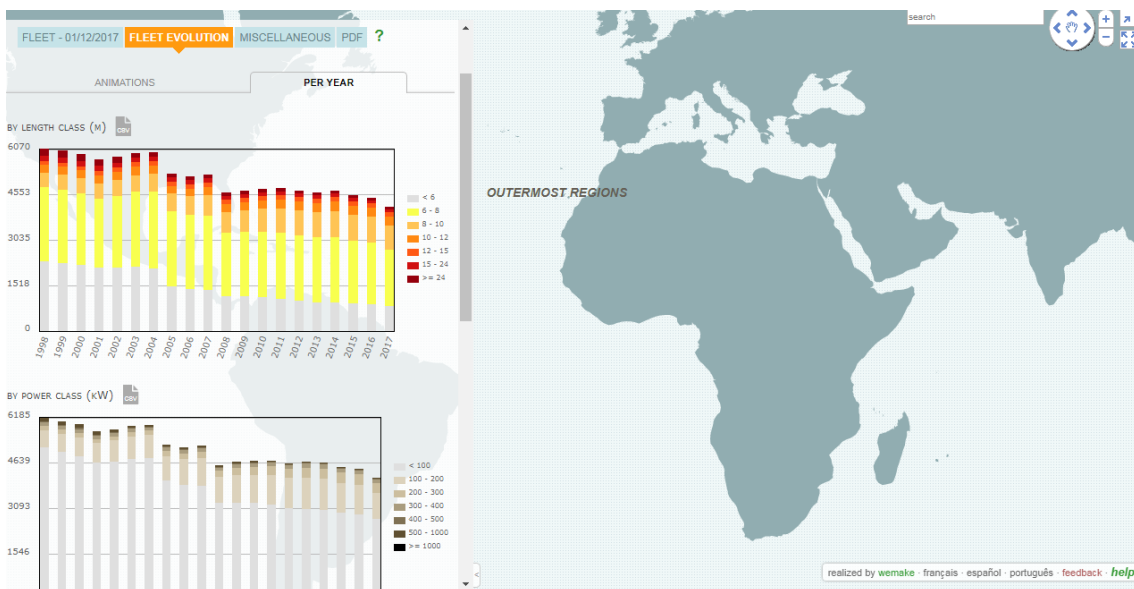 FLEET - 01/12/2017 FLEET EVOLUTION MISCELLANEOUS PDF ?
search
ANIMATIONS PER YEAR
BY LENGTH CLASS (M) CSV
6070
4553
3035
1518
0
< 6
6 - 8
8 - 10
10 - 12
12 - 15
15 - 24
>= 24
1998 1999 2000 2001 2002 2003 2004 2005 2006 2007 2008 2009 2010 2011 2012 2013 2014 2015 2016 2017
OUTERMOST REGIONS
BY POWER CLASS (KW) CSV
6185
4639
3093
1546
< 100
100 - 200
200 - 300
300 - 400
400 - 500
500 - 1000
>= 1000
realized by wemake · français · español · português · feedback · help